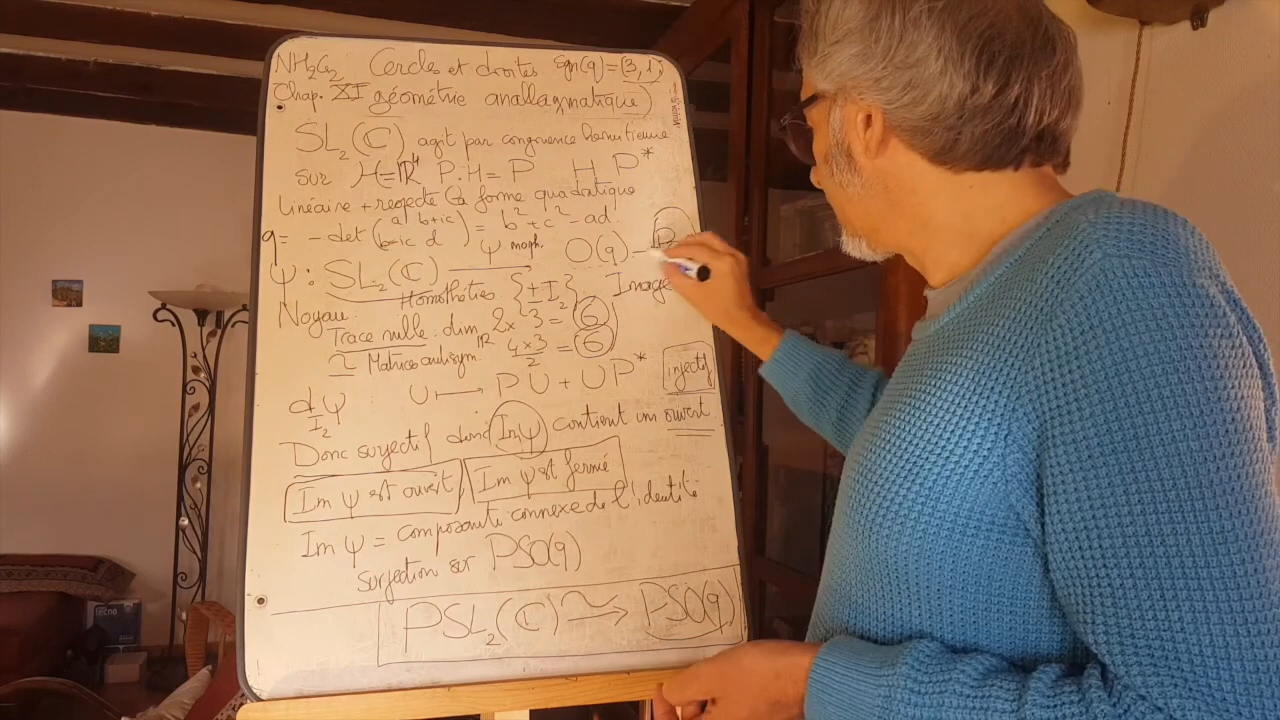 NH2G2 Cercles et droites Sgn(q) = (3, 1)
Chap. XI géométrie anallagmatique)
SL₂(ℂ) agit par congruence hermitienne
sur ℋ = ℝ⁴ P.H = P H P*
linéaire + respecte la forme quadratique
q = - det (a b+ic b+ic d) = b² + c² - ad
ψ : SL₂(ℂ) ψ morph. O(q)
Noyau : Homothéties {± I₂} Image
Trace nulle : dim ℝ 2 × 3 = 6
Matrices antisym. 4×3/2 = 6
d I₂ ψ U ⟼ PU + UP* injectif
Donc surjectif donc Im ψ contient un ouvert
Im ψ est ouvert, Im ψ est fermé
Im ψ = composante connexe de l'identité
surjection sur PSO(q)
PSL₂(ℂ) ⥲ PSO(q)
tecno